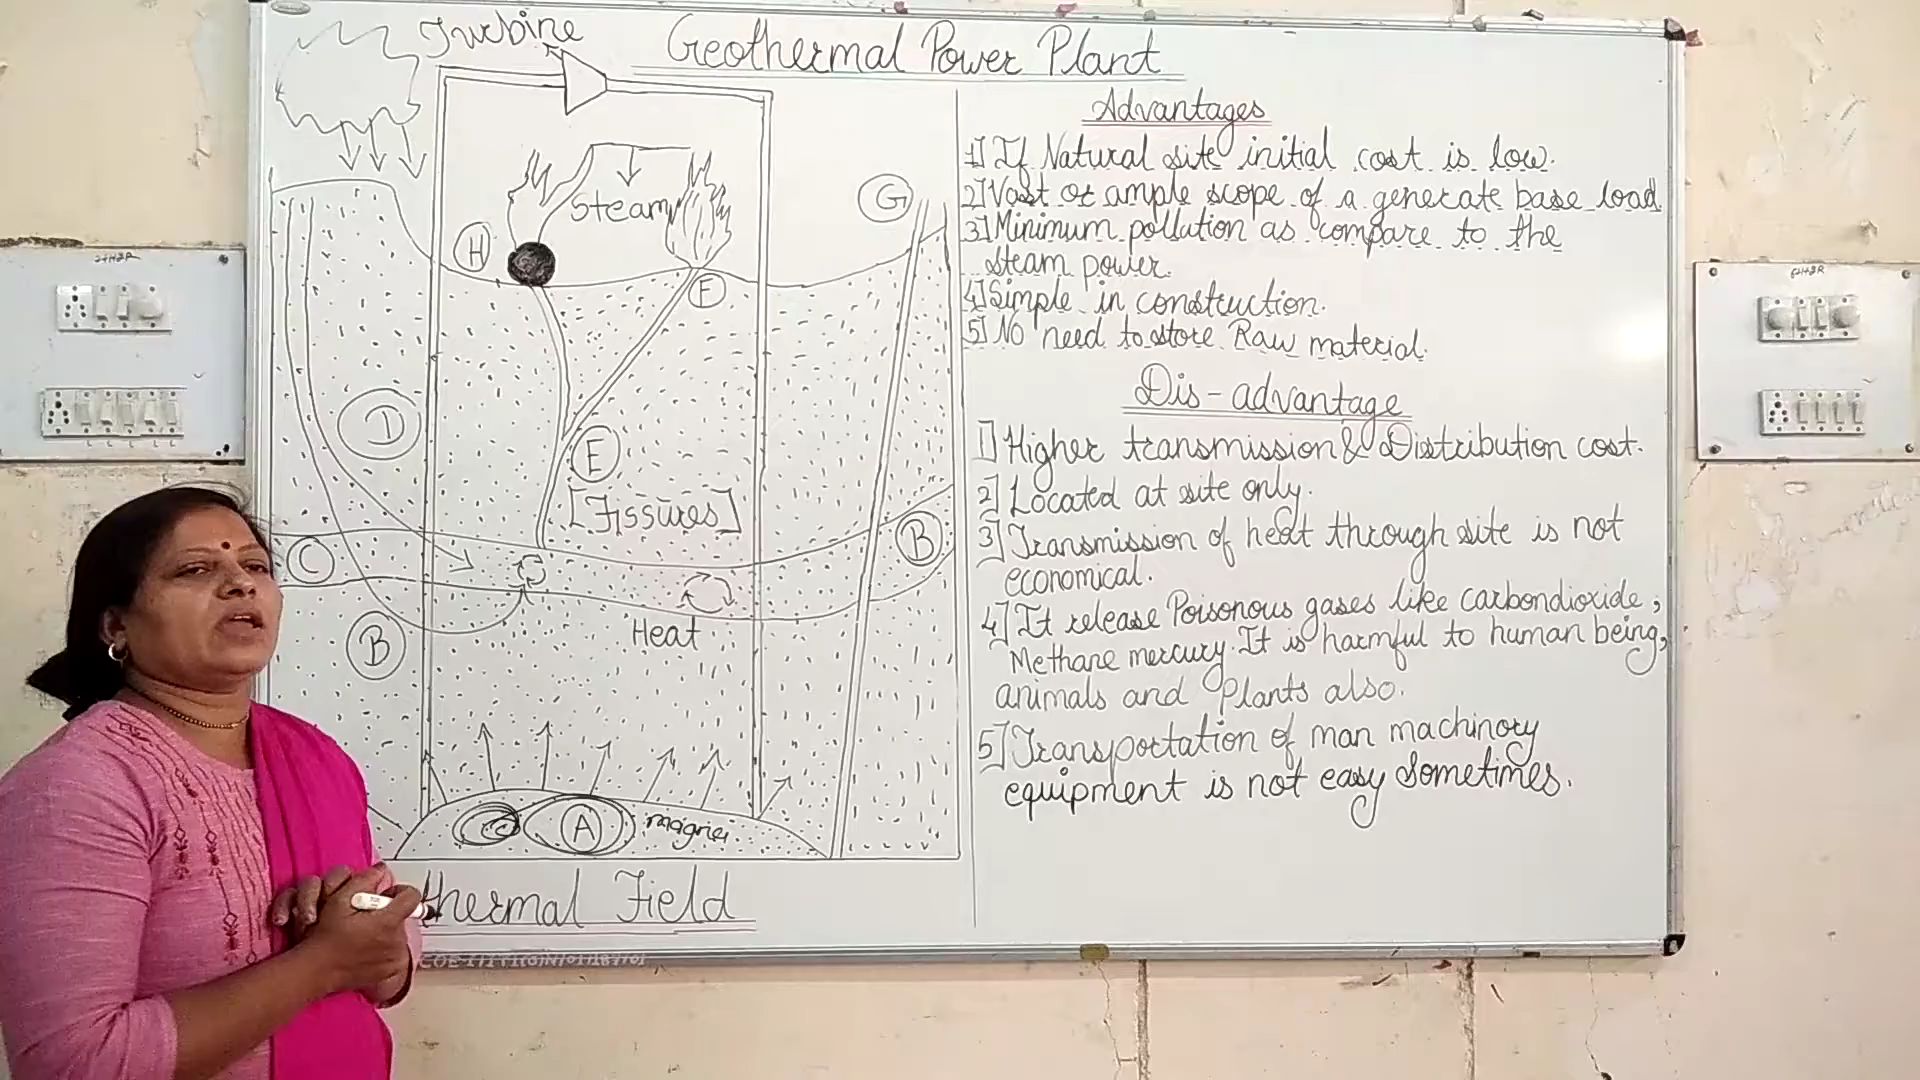 Turbine
Geothermal Power Plant
Steam
H
F
G
D
E
[Fissures]
C
B
B
Heat
A
magne
thermal Field
Advantages
1] If Natural site initial cost is low.
2] Vast or ample scope of a generate base load
3] Minimum pollution as compare to the
steam power.
4] Simple in construction.
5] No need to store Raw material.
Dis-advantage
1] Higher transmission & Distribution cost.
2] Located at site only.
3] Transmission of heat through site is not
economical.
4] It release Poisonous gases like carbondioxide,
Methane mercury. It is harmful to human being,
animals and Plants also.
5] Transportation of man machinory
equipment is not easy sometimes.